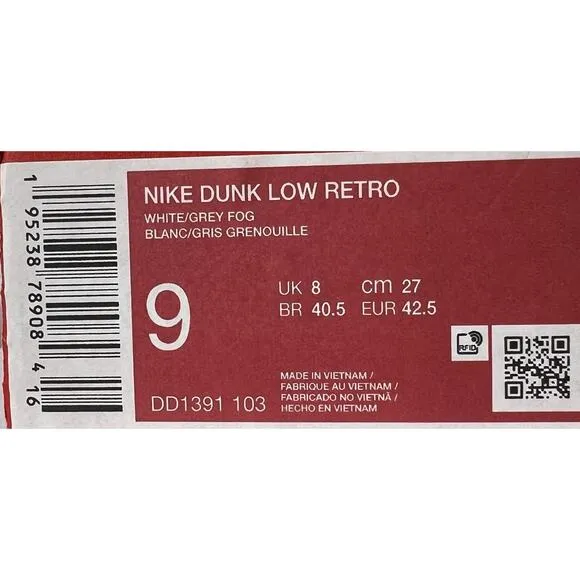 1 95238 78908 4 16
NIKE DUNK LOW RETRO
WHITE/GREY FOG
BLANC/GRIS GRENOUILLE
9
UK 8 cm 27
BR 40.5 EUR 42.5
RFID
MADE IN VIETNAM/
FABRIQUE AU VIETNAM/
FABRICADO NO VIETNÃ/
HECHO EN VIETNAM
DD1391 103